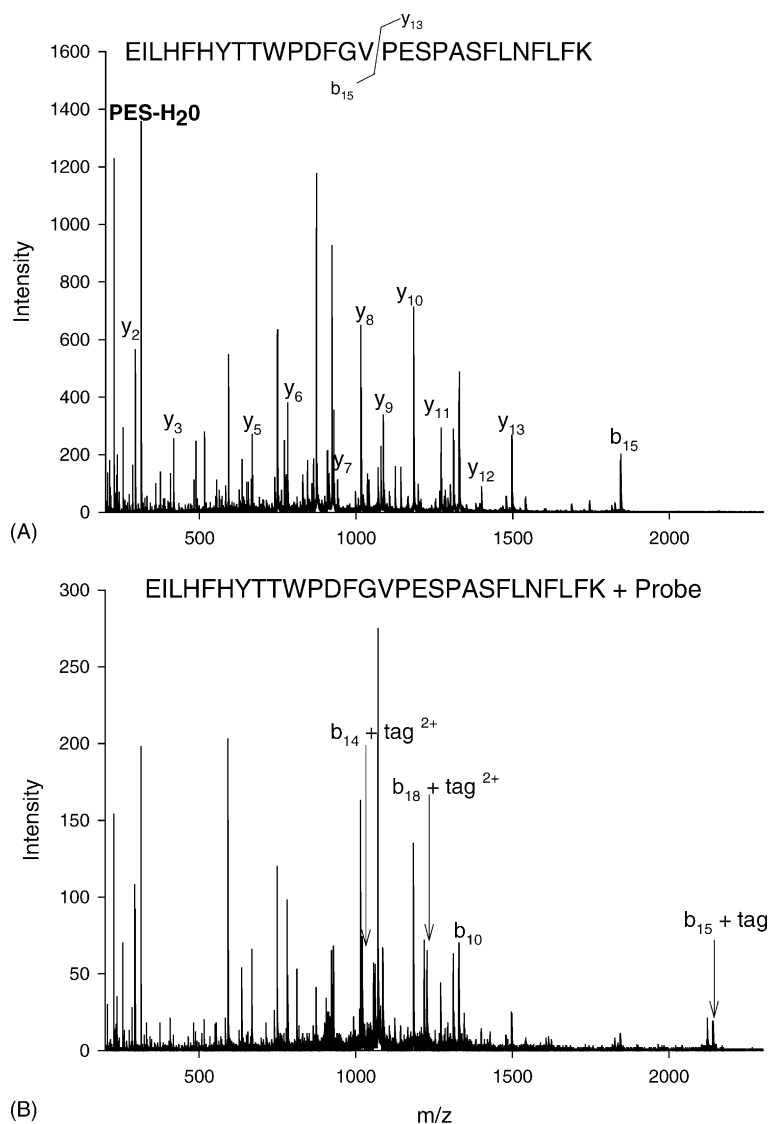 y13
EILHFHYTTWPDFGVPESPASFLNFLFK
b15
1600
PES-H20
1400
1200
1000
800
600
400
200
0
Intensity
y2
y3
y5
y6
y7
y8
y9
y10
y11
y12
y13
b15
(A)
500
1000
1500
2000
EILHFHYTTWPDFGVPESPASFLNFLFK + Probe
300
250
200
150
100
50
0
Intensity
b14 + tag 2+
b18 + tag 2+
b10
b15 + tag
500
1000
1500
2000
(B)
m/z